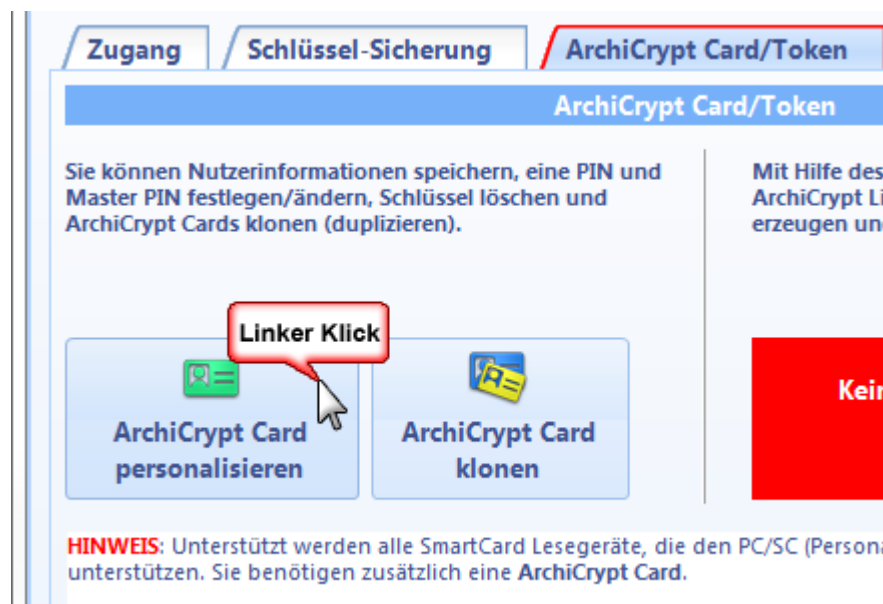 Zugang
Schlüssel-Sicherung
ArchiCrypt Card/Token
ArchiCrypt Card/Token
Sie können Nutzerinformationen speichern, eine PIN und
Master PIN festlegen/ändern, Schlüssel löschen und
ArchiCrypt Cards klonen (duplizieren).
Mit Hilfe des
ArchiCrypt Li
erzeugen un
Linker Klick
ArchiCrypt Card
personalisieren
ArchiCrypt Card
klonen
Kein
HINWEIS: Unterstützt werden alle SmartCard Lesegeräte, die den PC/SC (Persona
unterstützen. Sie benötigen zusätzlich eine ArchiCrypt Card.